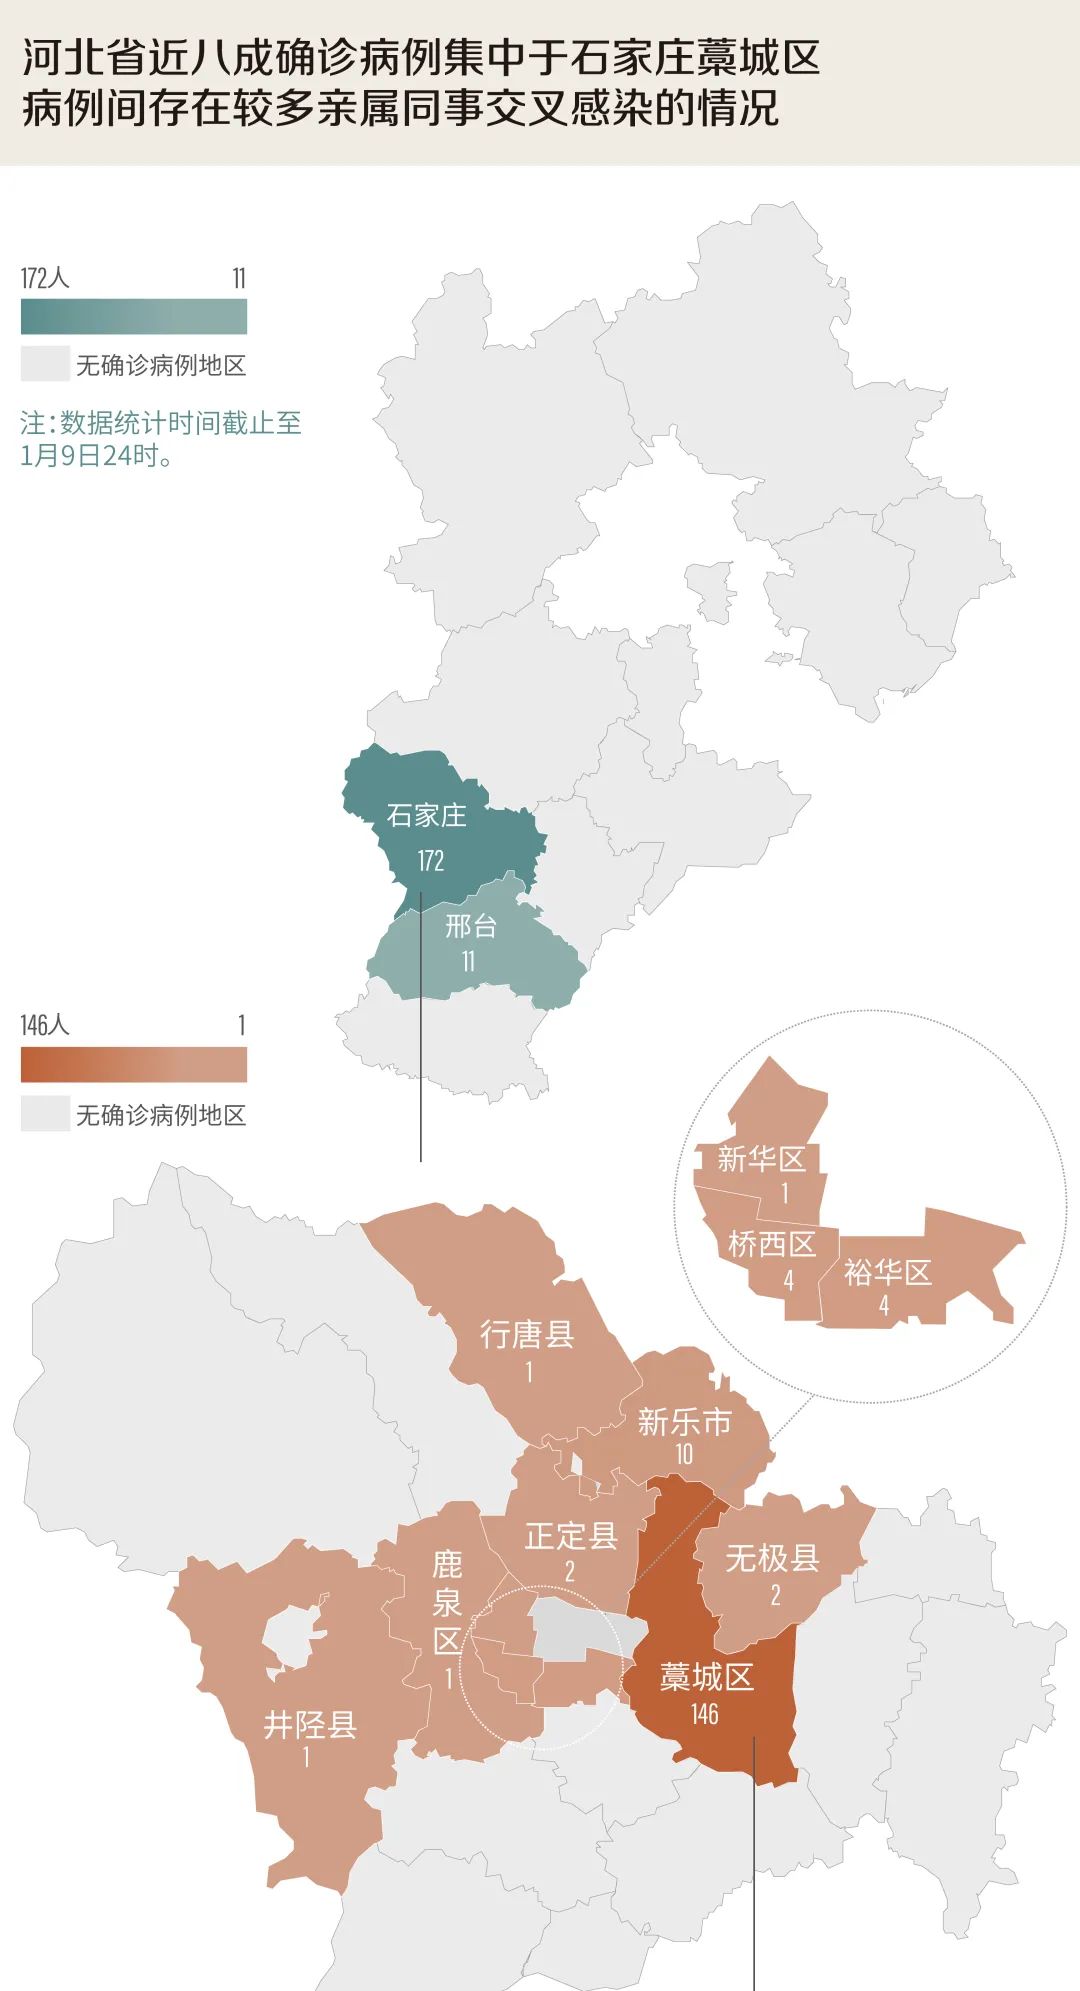 河北省近八成确诊病例集中于石家庄藁城区
病例间存在较多亲属同事交叉感染的情况
172人 11
无确诊病例地区
注：数据统计时间截止至
1月9日24时。
石家庄
172
邢台
11
146人 1
无确诊病例地区
新华区
1
桥西区
4
裕华区
4
行唐县
1
新乐市
10
正定县
2
无极县
2
鹿
泉
区
1
藁城区
146
井陉县
1